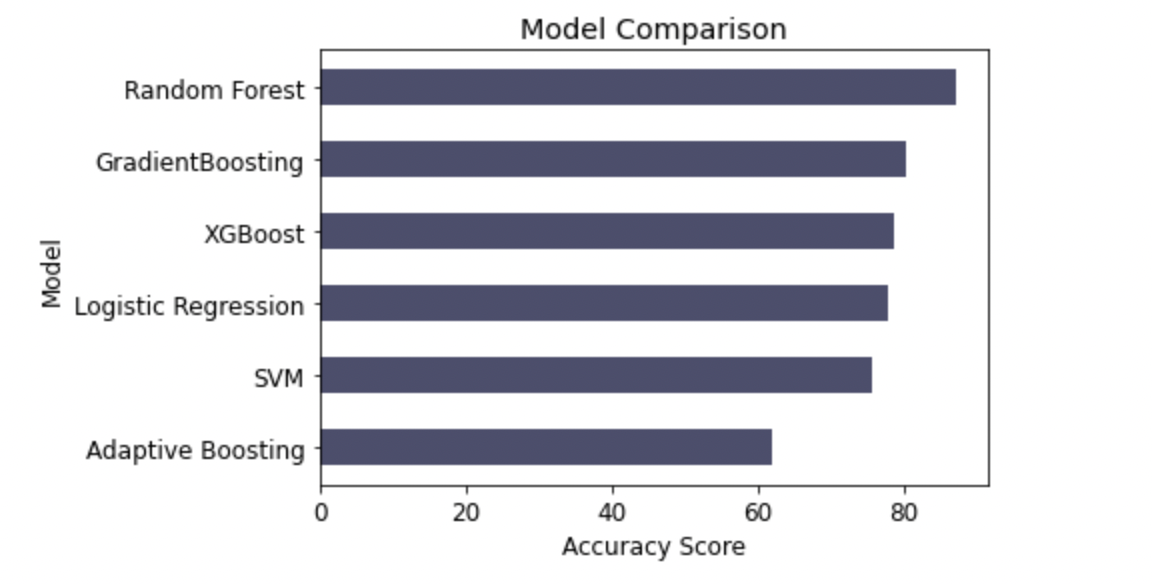 Model Comparison
Random Forest
GradientBoosting
XGBoost
Logistic Regression
SVM
Adaptive Boosting
Model
0 20 40 60 80
Accuracy Score